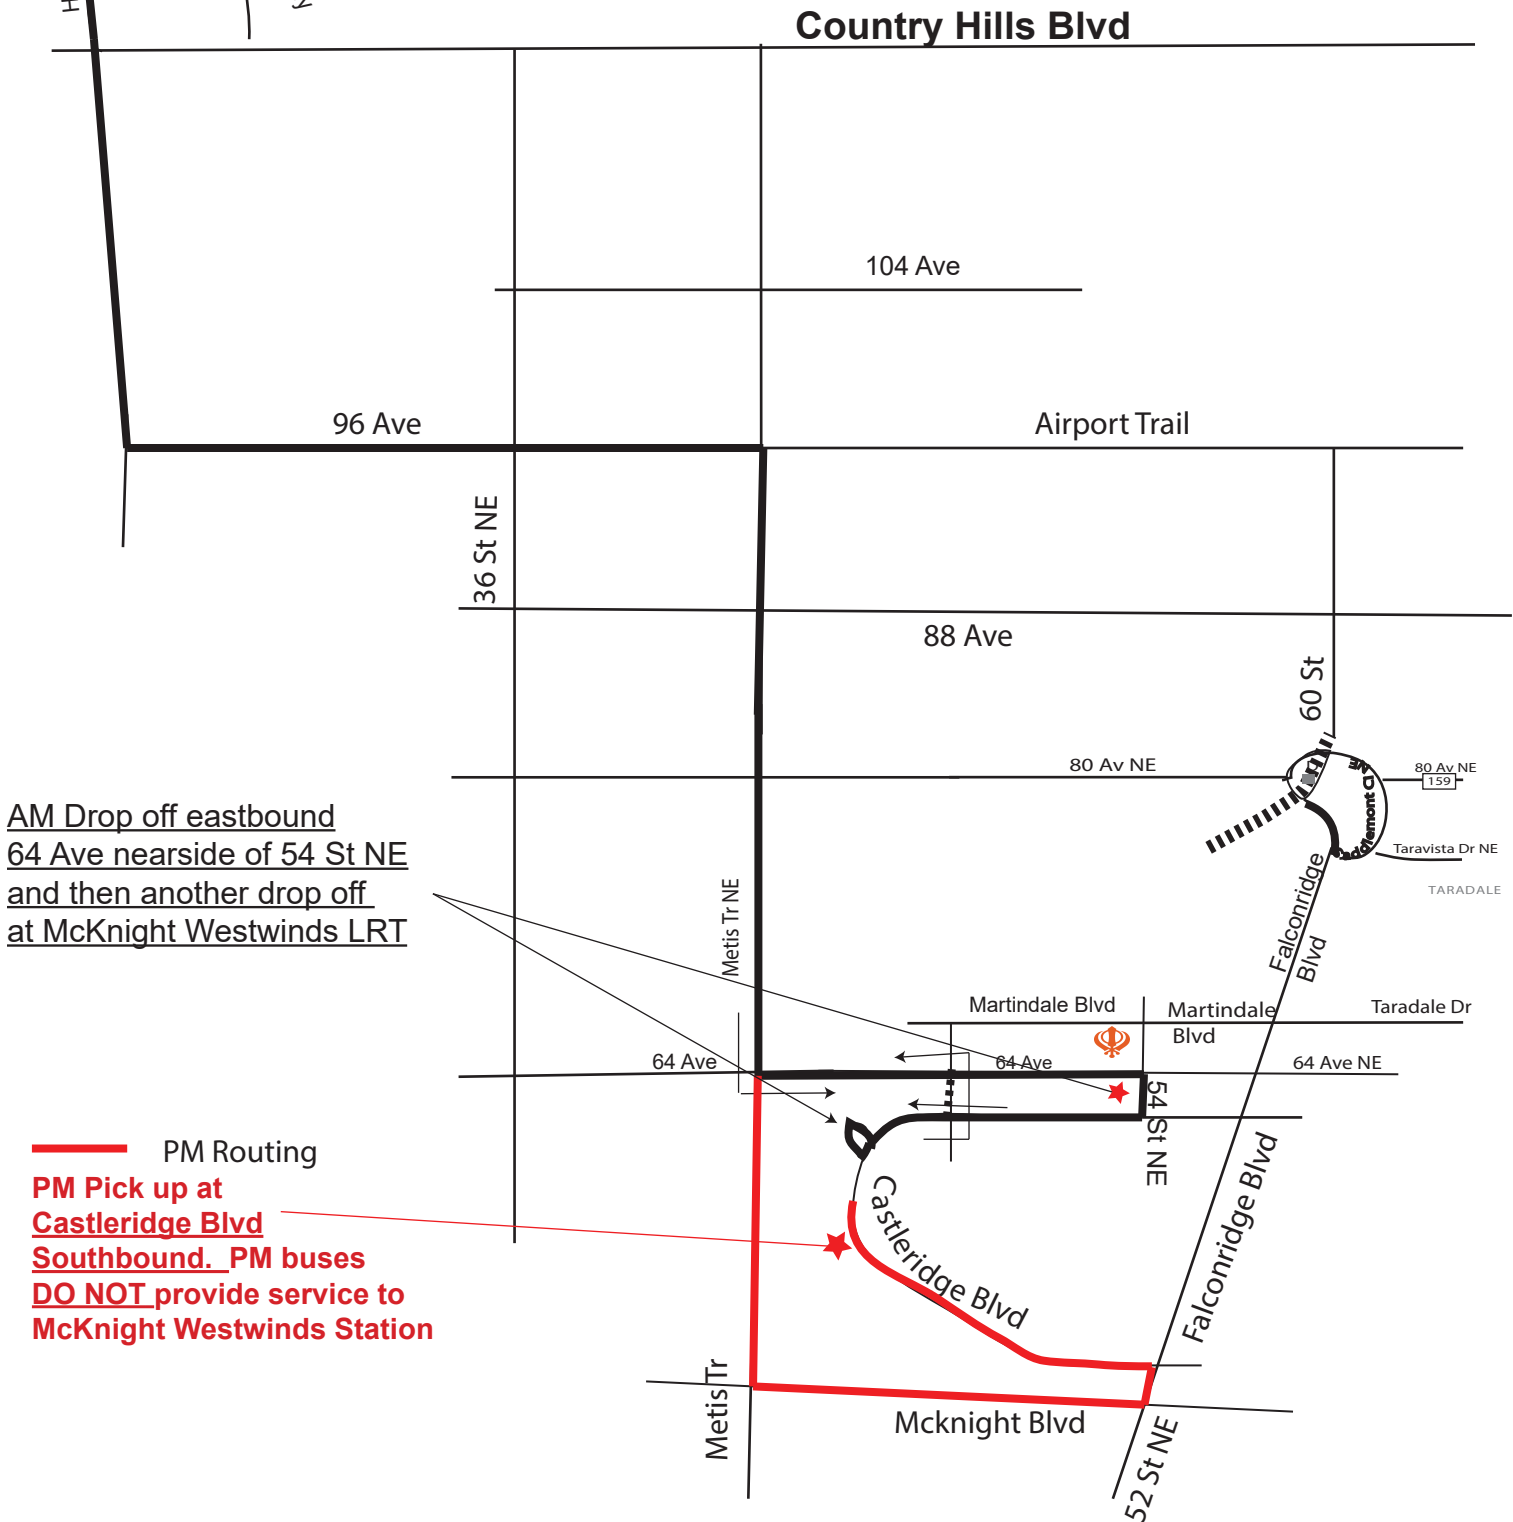 H
Country Hills Blvd
104 Ave
96 Ave
Airport Trail
36 St NE
88 Ave
60 St
80 Av NE
80 Av NE
159
NE
Taravista Dr NE
TARADALE
AM Drop off eastbound
64 Ave nearside of 54 St NE
and then another drop off
at McKnight Westwinds LRT
Metis Tr NE
Falconridge
Blvd
Martindale Blvd
Martindale
Blvd
Taradale Dr
64 Ave
64 Ave
64 Ave NE
54 St NE
PM Routing
PM Pick up at
Castleridge Blvd
Southbound. PM buses
DO NOT provide service to
McKnight Westwinds Station
Castleridge Blvd
Falconridge Blvd
Metis Tr
Mcknight Blvd
52 St NE